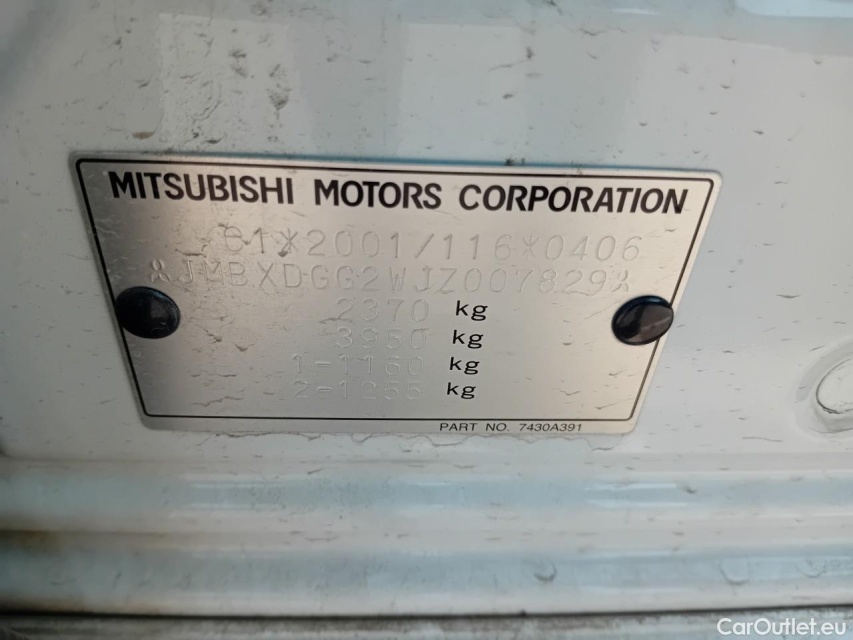 MITSUBISHI MOTORS CORPORATION
e1*2001/116*0406
JMBXDGG2WJZ007829
2370 kg
3950 kg
1-1160 kg
2-1255 kg
PART NO. 7430A391
CarOutlet.eu